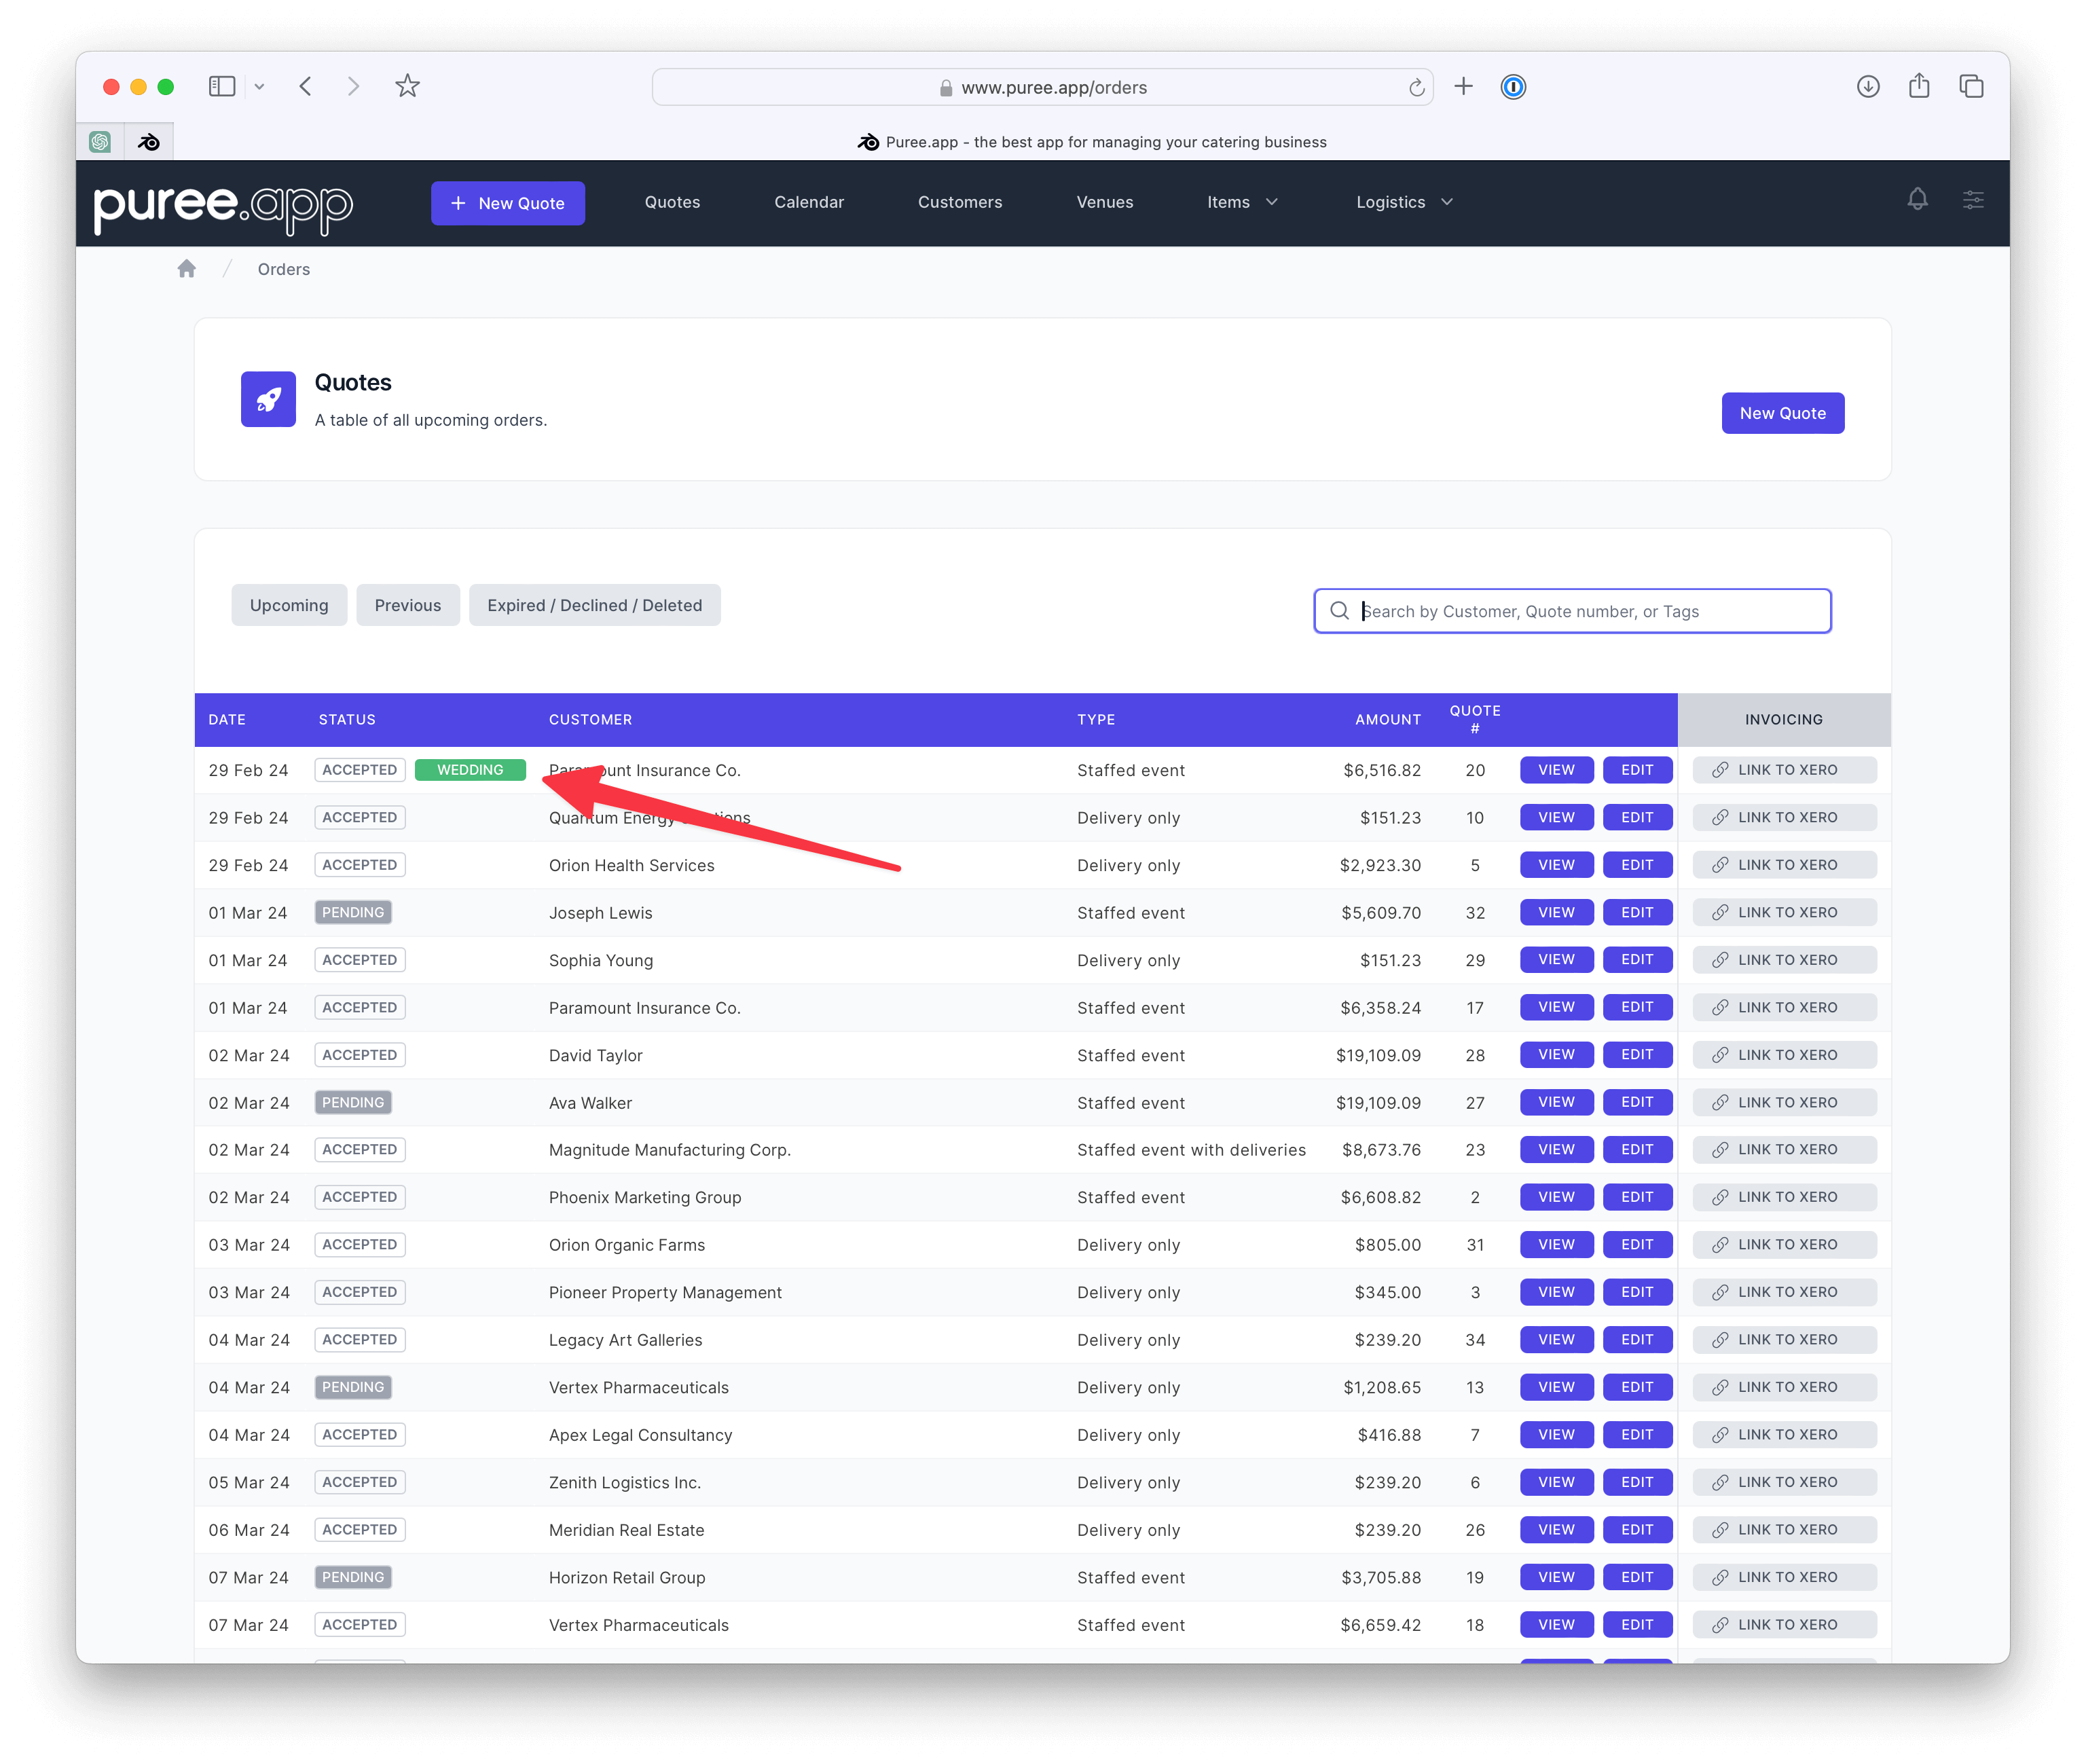 www.puree.app/orders
Puree.app - the best app for managing your catering business
puree.app
+ New Quote Quotes Calendar Customers Venues Items Logistics
/ Orders
Quotes
A table of all upcoming orders.
New Quote
Upcoming Previous Expired / Declined / Deleted
Search by Customer, Quote number, or Tags
DATE STATUS CUSTOMER TYPE AMOUNT QUOTE # INVOICING
29 Feb 24 ACCEPTED WEDDING Paramount Insurance Co. Staffed event $6,516.82 20 VIEW EDIT LINK TO XERO
29 Feb 24 ACCEPTED Quantum Energy Delivery only $151.23 10 VIEW EDIT LINK TO XERO
29 Feb 24 ACCEPTED Orion Health Services Delivery only $2,923.30 5 VIEW EDIT LINK TO XERO
01 Mar 24 PENDING Joseph Lewis Staffed event $5,609.70 32 VIEW EDIT LINK TO XERO
01 Mar 24 ACCEPTED Sophia Young Delivery only $151.23 29 VIEW EDIT LINK TO XERO
01 Mar 24 ACCEPTED Paramount Insurance Co. Staffed event $6,358.24 17 VIEW EDIT LINK TO XERO
02 Mar 24 ACCEPTED David Taylor Staffed event $19,109.09 28 VIEW EDIT LINK TO XERO
02 Mar 24 PENDING Ava Walker Staffed event $19,109.09 27 VIEW EDIT LINK TO XERO
02 Mar 24 ACCEPTED Magnitude Manufacturing Corp. Staffed event with deliveries $8,673.76 23 VIEW EDIT LINK TO XERO
02 Mar 24 ACCEPTED Phoenix Marketing Group Staffed event $6,608.82 2 VIEW EDIT LINK TO XERO
03 Mar 24 ACCEPTED Orion Organic Farms Delivery only $805.00 31 VIEW EDIT LINK TO XERO
03 Mar 24 ACCEPTED Pioneer Property Management Delivery only $345.00 3 VIEW EDIT LINK TO XERO
04 Mar 24 ACCEPTED Legacy Art Galleries Delivery only $239.20 34 VIEW EDIT LINK TO XERO
04 Mar 24 PENDING Vertex Pharmaceuticals Delivery only $1,208.65 13 VIEW EDIT LINK TO XERO
04 Mar 24 ACCEPTED Apex Legal Consultancy Delivery only $416.88 7 VIEW EDIT LINK TO XERO
05 Mar 24 ACCEPTED Zenith Logistics Inc. Delivery only $239.20 6 VIEW EDIT LINK TO XERO
06 Mar 24 ACCEPTED Meridian Real Estate Delivery only $239.20 26 VIEW EDIT LINK TO XERO
07 Mar 24 PENDING Horizon Retail Group Staffed event $3,705.88 19 VIEW EDIT LINK TO XERO
07 Mar 24 ACCEPTED Vertex Pharmaceuticals Staffed event $6,659.42 18 VIEW EDIT LINK TO XERO